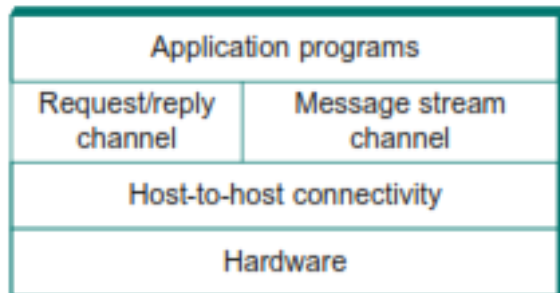 Application programs
Request/reply
channel
Message stream
channel
Host-to-host connectivity
Hardware